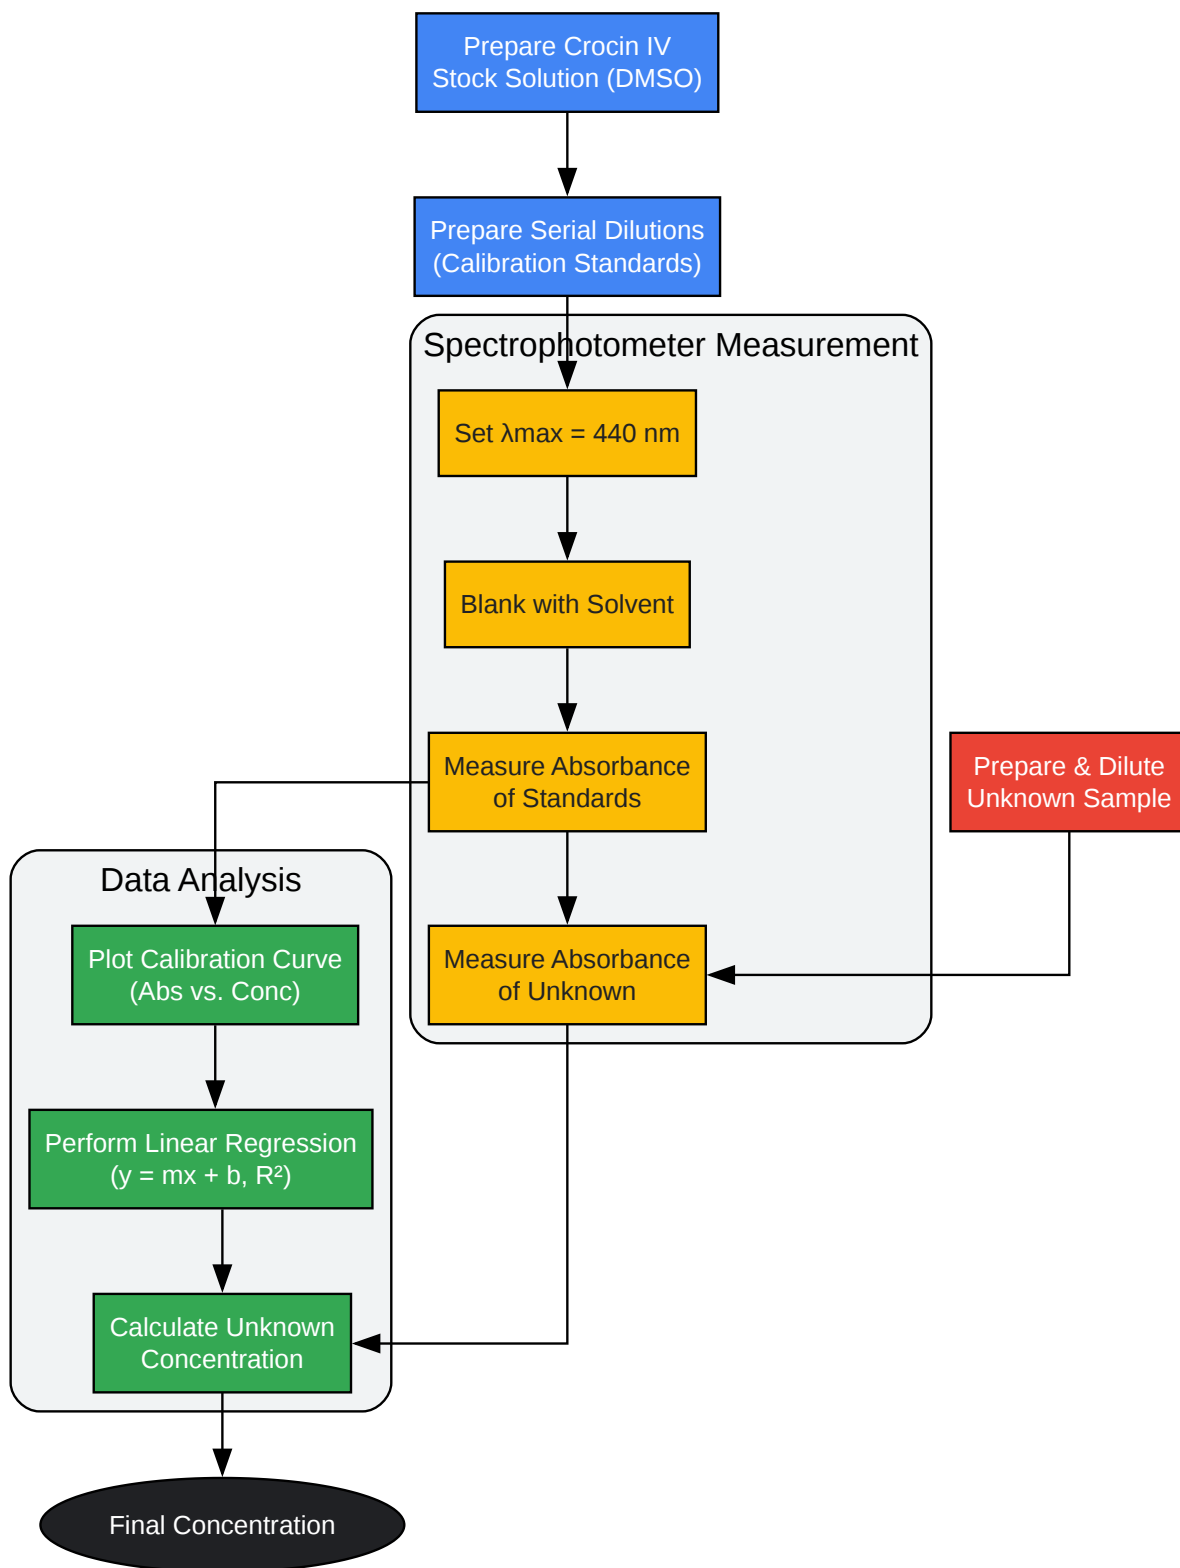 Prepare Crocin IV
Stock Solution (DMSO)
Prepare Serial Dilutions
(Calibration Standards)
Spectrophotometer Measurement
Set λmax = 440 nm
Blank with Solvent
Measure Absorbance
of Standards
Prepare & Dilute
Unknown Sample
Data Analysis
Plot Calibration Curve
(Abs vs. Conc)
Measure Absorbance
of Unknown
Perform Linear Regression
(y = mx + b, R²)
Calculate Unknown
Concentration
Final Concentration